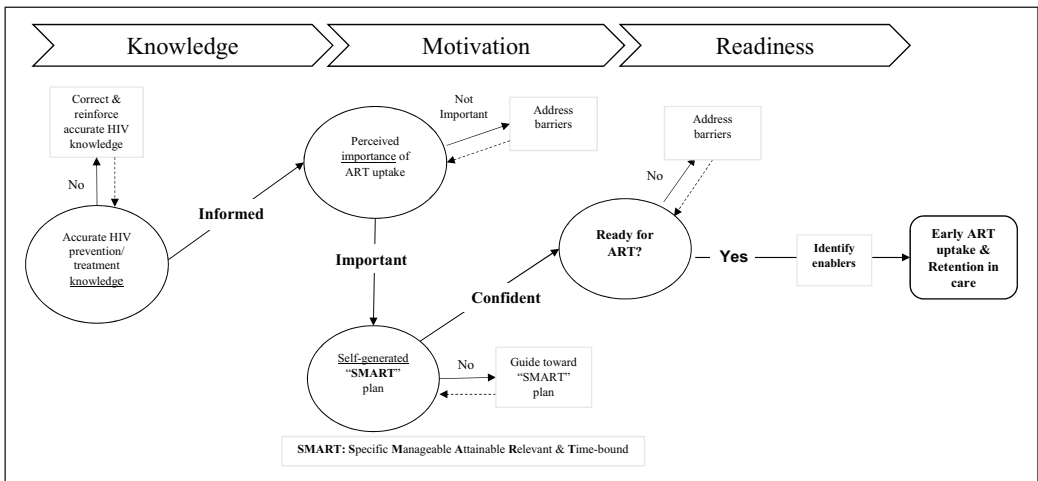 Knowledge
Motivation
Readiness
Correct &
reinforce
accurate HIV
knowledge
No
Accurate HIV
prevention/
treatment
knowledge
Informed
Perceived
importance of
ART uptake
Not
Important
Address
barriers
Important
Self-generated
“SMART”
plan
No
Guide toward
“SMART”
plan
Confident
Ready for
ART?
No
Address
barriers
Yes
Identify
enablers
Early ART
uptake &
Retention in
care
SMART: Specific Manageable Attainable Relevant & Time-bound